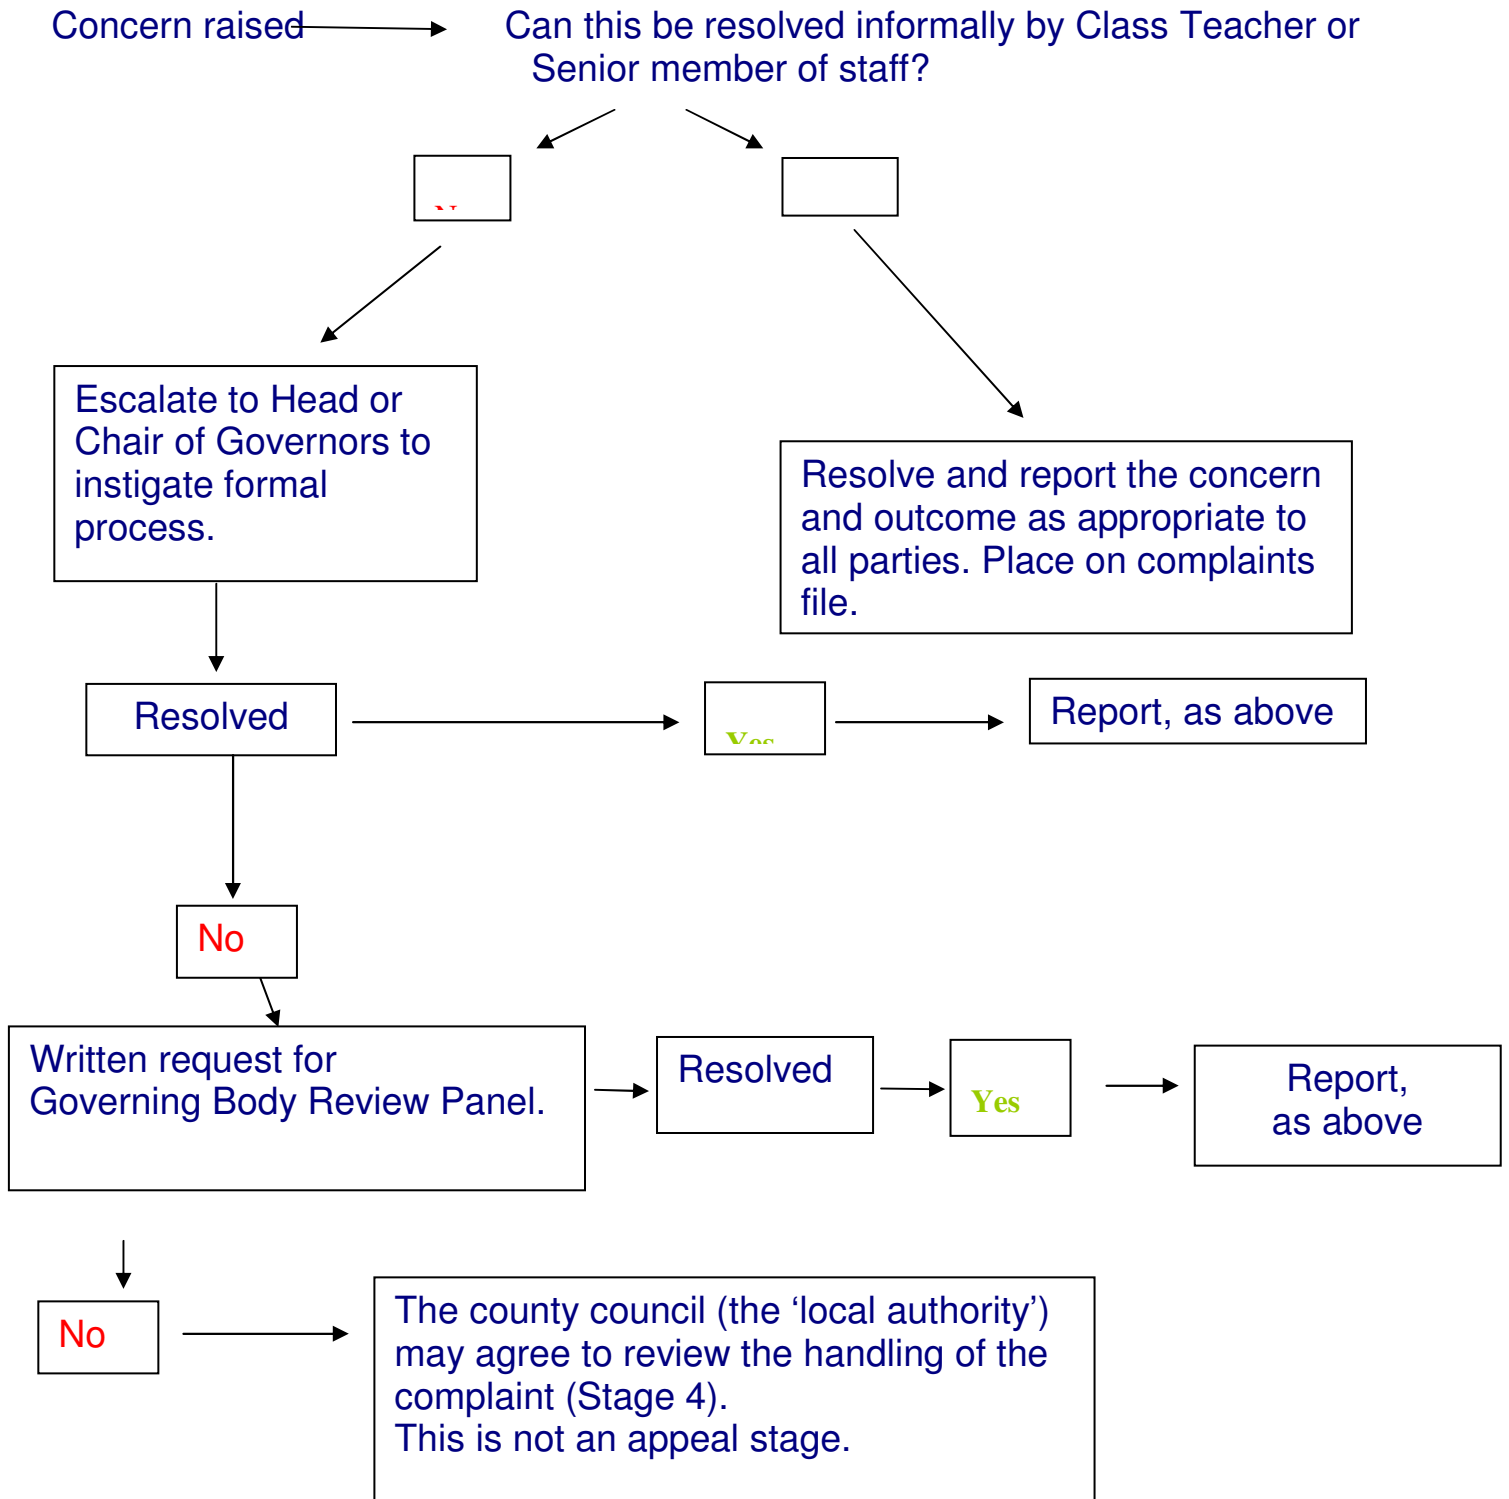 Concern raised
Can this be resolved informally by Class Teacher or
Senior member of staff?
Escalate to Head or
Chair of Governors to
instigate formal
process.
Resolve and report the concern
and outcome as appropriate to
all parties. Place on complaints
file.
Resolved
Yes
Report, as above
No
Written request for
Governing Body Review Panel.
Resolved
Yes
Report,
as above
No
The county council (the ‘local authority’)
may agree to review the handling of the
complaint (Stage 4).
This is not an appeal stage.